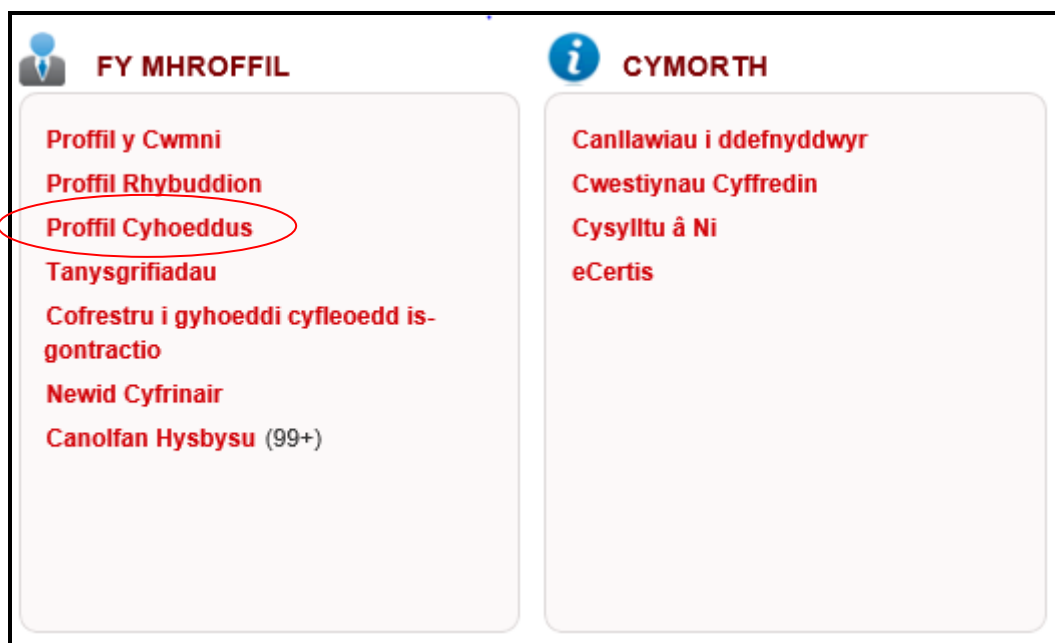 FY MHROFFIL
Proffil y Cwmni
Proffil Rhybuddion
Proffil Cyhoeddus
Tanysgrifiadau
Cofrestru i gyhoeddi cyfleoedd is-
gontractio
Newid Cyfrinair
Canolfan Hysbysu (99+)
CYMORTH
Canllawiau i ddefnyddwyr
Cwestiynau Cyffredin
Cysylltu â Ni
eCertis